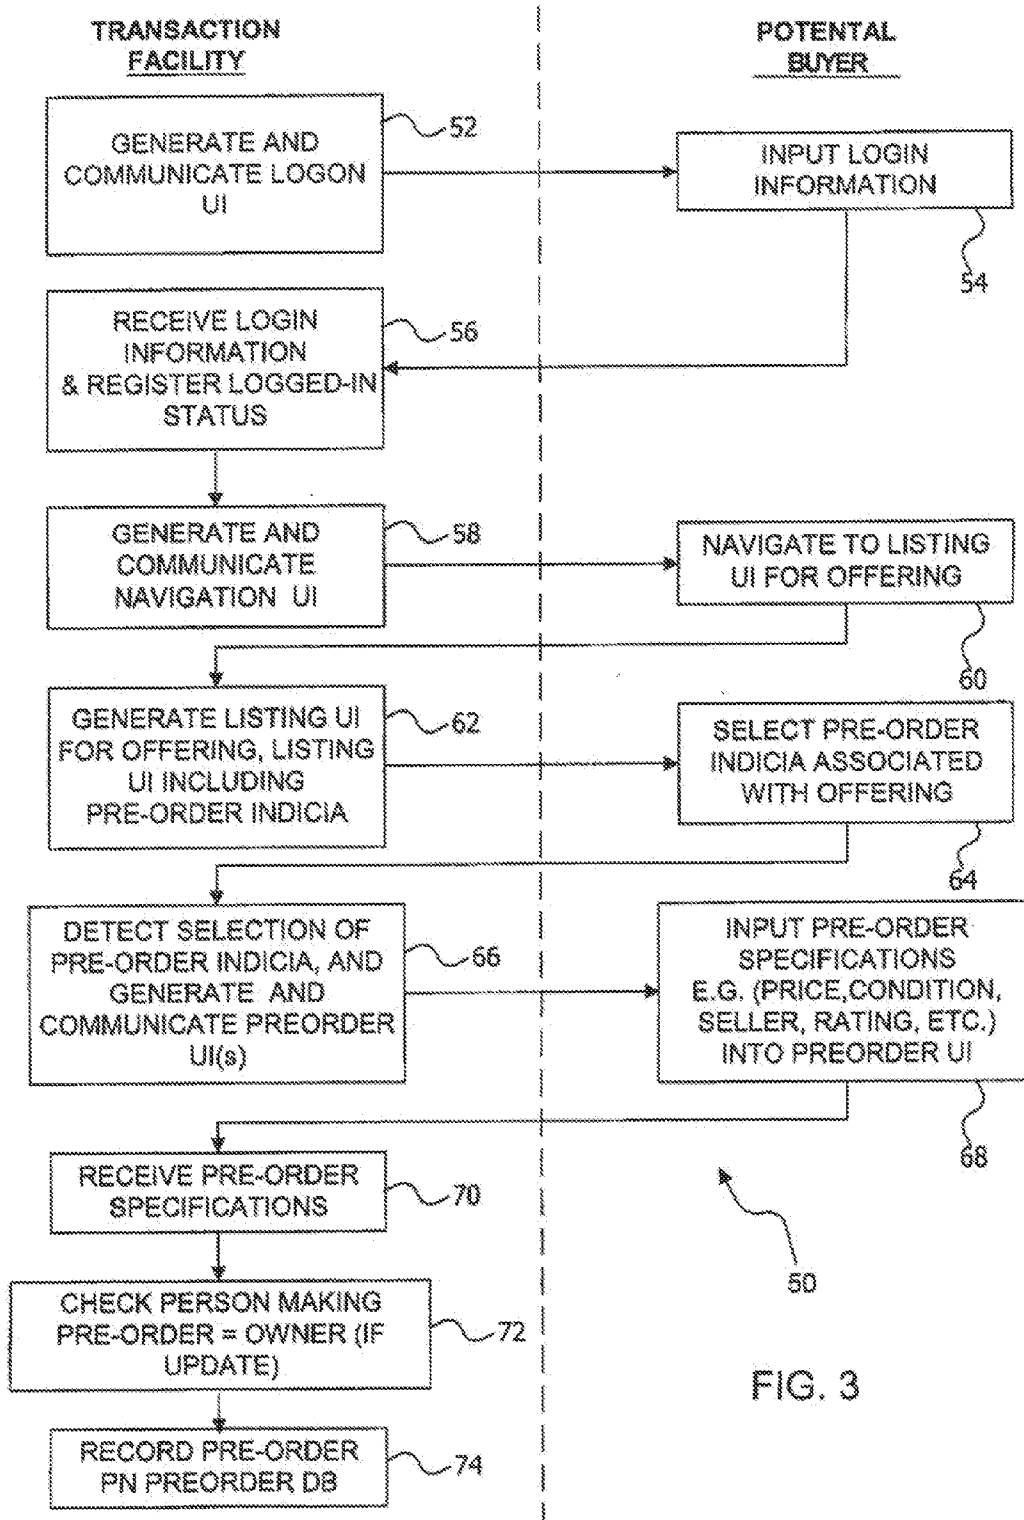 TRANSACTION
FACILITY
POTENTAL
BUYER
GENERATE AND
COMMUNICATE LOGON
UI
52
INPUT LOGIN
INFORMATION
54
RECEIVE LOGIN
INFORMATION
& REGISTER LOGGED-IN
STATUS
56
GENERATE AND
COMMUNICATE
NAVIGATION UI
58
NAVIGATE TO LISTING
UI FOR OFFERING
60
GENERATE LISTING UI
FOR OFFERING, LISTING
UI INCLUDING
PRE-ORDER INDICIA
62
SELECT PRE-ORDER
INDICIA ASSOCIATED
WITH OFFERING
64
DETECT SELECTION OF
PRE-ORDER INDICIA, AND
GENERATE AND
COMMUNICATE PREORDER
UI(s)
66
INPUT PRE-ORDER
SPECIFICATIONS
E.G. (PRICE,CONDITION,
SELLER, RATING, ETC.)
INTO PREORDER UI
68
RECEIVE PRE-ORDER
SPECIFICATIONS
70
50
CHECK PERSON MAKING
PRE-ORDER = OWNER (IF
UPDATE)
72
RECORD PRE-ORDER
PN PREORDER DB
74
FIG. 3